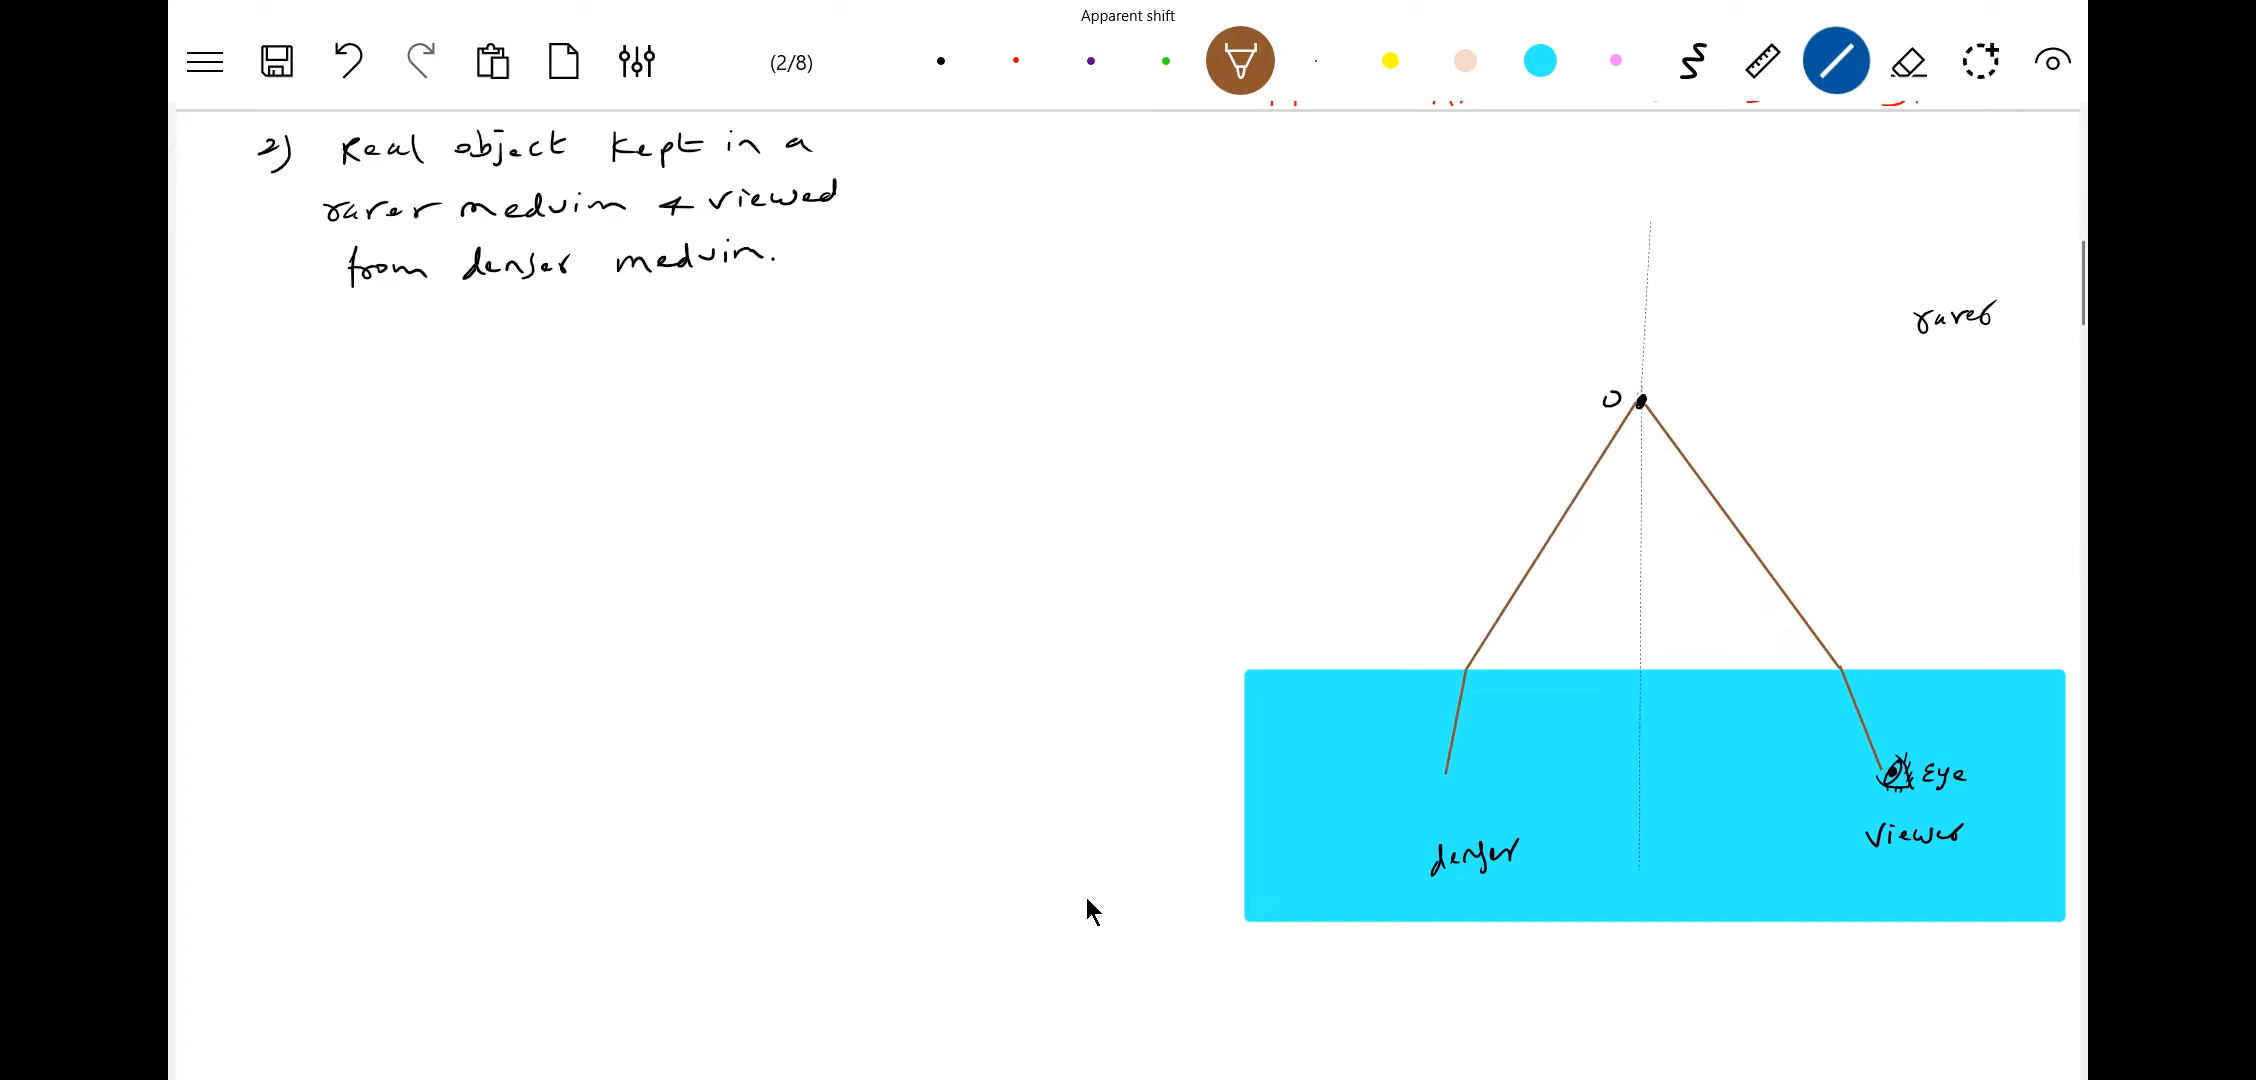 Apparent shift
(2/8)
2) Real object kept in a
rarer meduim & viewed
from denser meduim.
rarer
O
Eye
viewer
denser